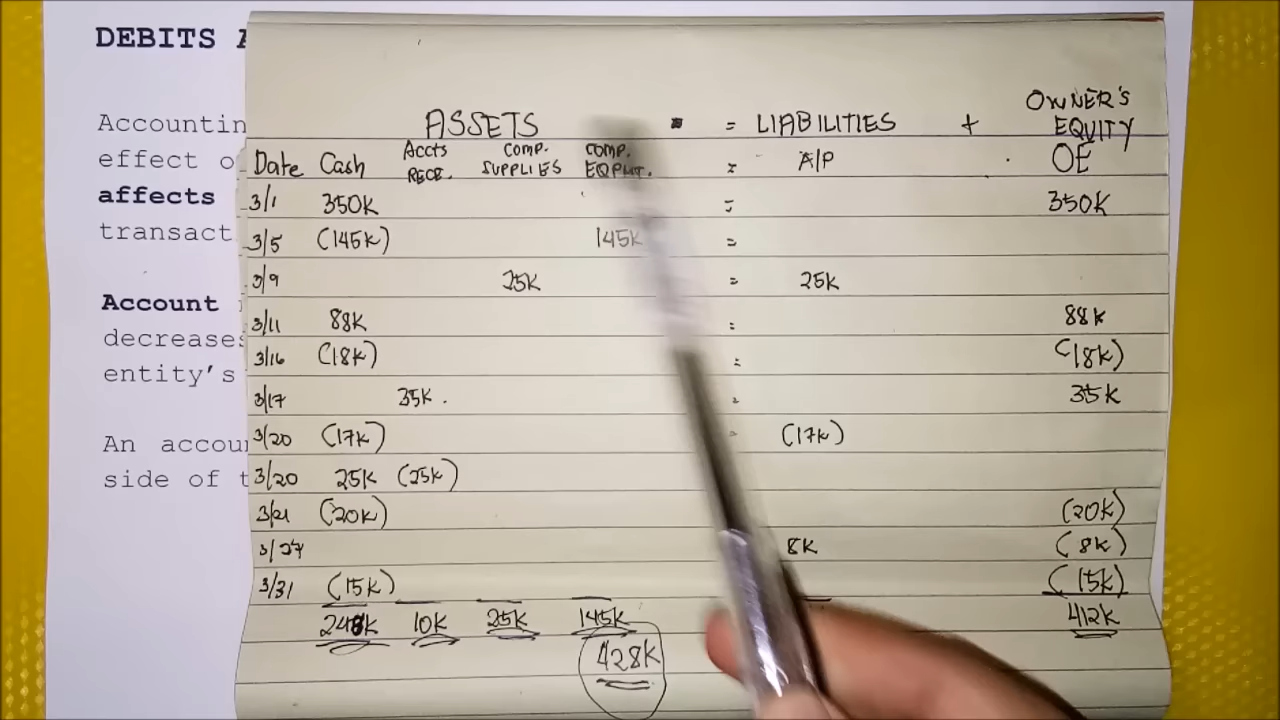 DEBITS
Accountin
effect o
affects
transact
Account
decreases
entity's
An accou
side of t
OWNER'S
ASSETS = LIABILITIES + EQUITY
Date Cash Accts RECE. COMP. SUPPLIES COMP. EQPMT. = A/P OE
3/1 350K = 350K
3/5 (145K) 145K =
3/9 25K = 25K
3/11 88K = 88K
3/16 (18K) = (18K)
3/17 35K = 35K
3/20 (17K) = (17K)
3/20 25K (25K)
3/21 (20K) (20K)
3/27 8K (8K)
3/31 (15K) (15K)
248K 10K 25K 145K 412K
428K